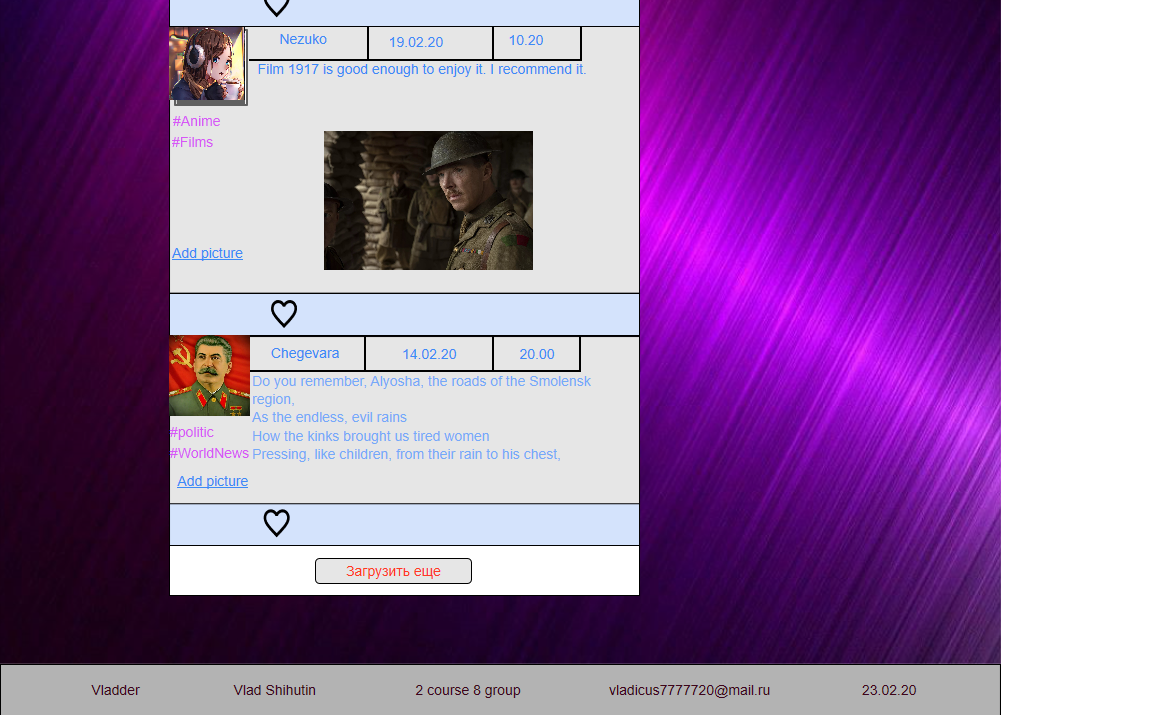 Nezuko 19.02.20 10.20
Film 1917 is good enough to enjoy it. I recommend it.
#Anime
#Films
Add picture
Chegevara 14.02.20 20.00
Do you remember, Alyosha, the roads of the Smolensk
region,
As the endless, evil rains
How the kinks brought us tired women
Pressing, like children, from their rain to his chest,
#politic
#WorldNews
Add picture
Загрузить еще
Vladder Vlad Shihutin 2 course 8 group vladicus7777720@mail.ru 23.02.20